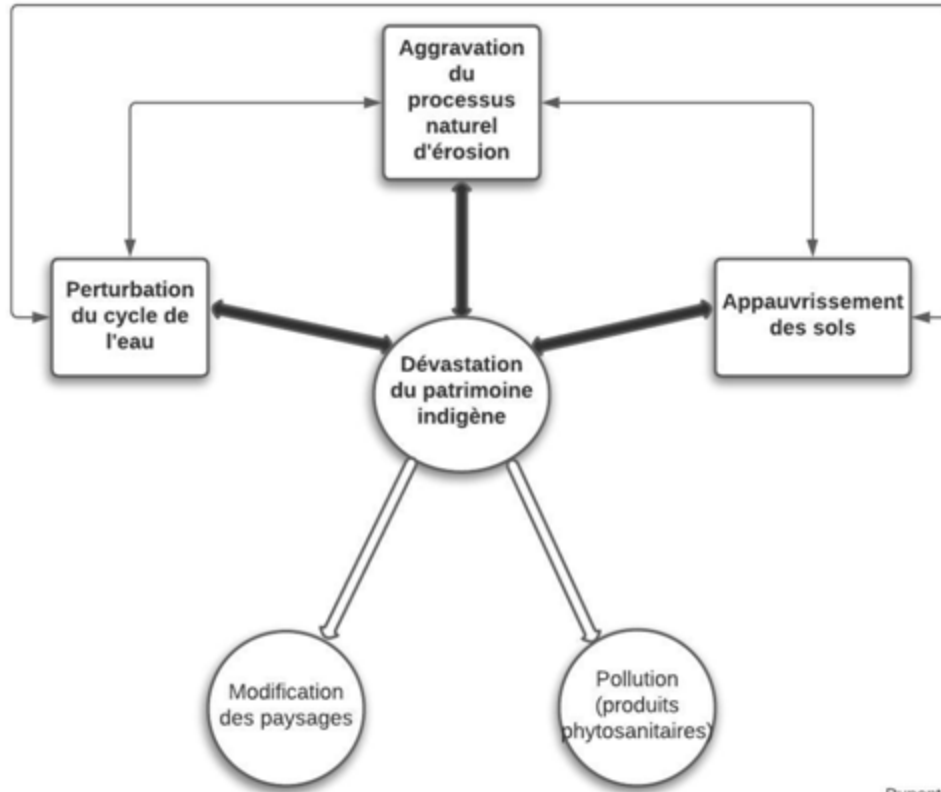 Aggravation
du
processus
naturel
d'érosion
Perturbation
du cycle de
l'eau
Appauvrissement
des sols
Dévastation
du patrimoine
indigène
Modification
des paysages
Pollution
(produits
phytosanitaires)